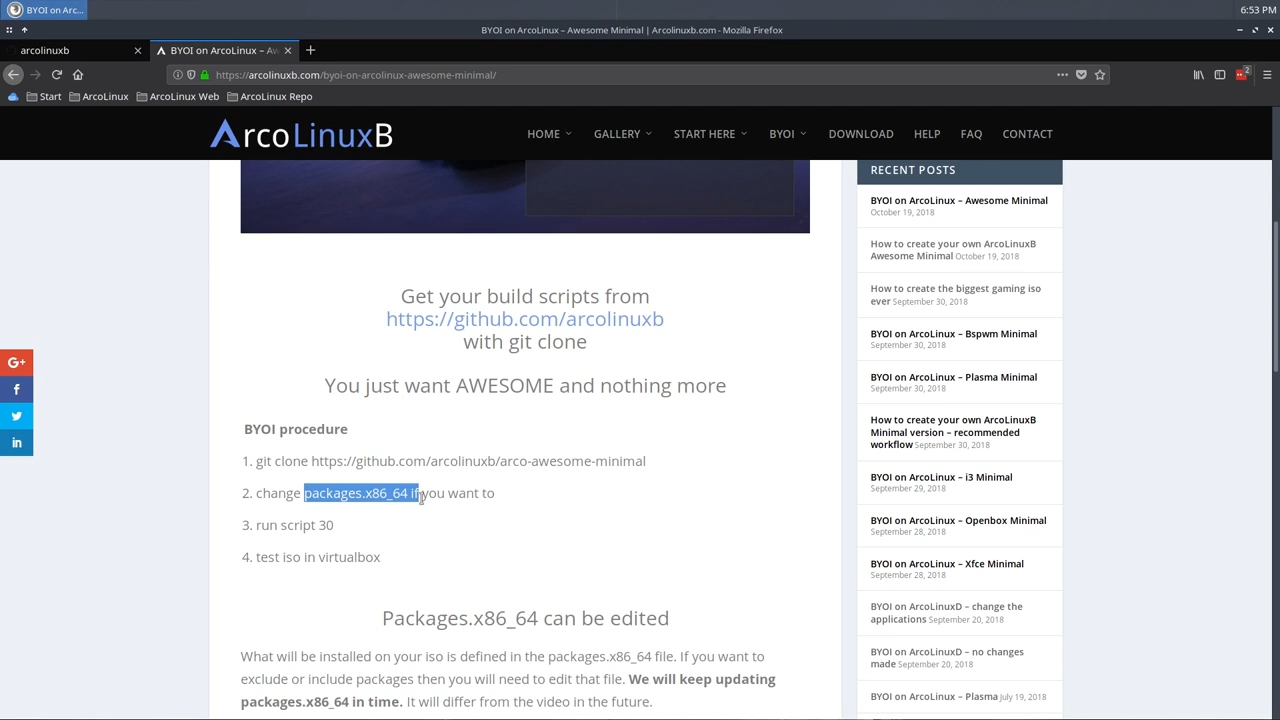 BYOI on Arc...
6:53 PM
BYOI on ArcoLinux – Awesome Minimal | Arcolinuxb.com - Mozilla Firefox
arcolinuxb
BYOI on ArcoLinux – Aw
https://arcolinuxb.com/byoi-on-arcolinux-awesome-minimal/
2
Start ArcoLinux ArcoLinux Web ArcoLinux Repo
ArcoLinuxB
HOME GALLERY START HERE BYOI DOWNLOAD HELP FAQ CONTACT
Get your build scripts from
https://github.com/arcolinuxb
with git clone
You just want AWESOME and nothing more
BYOI procedure
1. git clone https://github.com/arcolinuxb/arco-awesome-minimal
2. change packages.x86_64 if you want to
3. run script 30
4. test iso in virtualbox
Packages.x86_64 can be edited
What will be installed on your iso is defined in the packages.x86_64 file. If you want to
exclude or include packages then you will need to edit that file. We will keep updating
packages.x86_64 in time. It will differ from the video in the future.
RECENT POSTS
BYOI on ArcoLinux – Awesome Minimal
October 19, 2018
How to create your own ArcoLinuxB
Awesome Minimal October 19, 2018
How to create the biggest gaming iso
ever September 30, 2018
BYOI on ArcoLinux – Bspwm Minimal
September 30, 2018
BYOI on ArcoLinux – Plasma Minimal
September 30, 2018
How to create your own ArcoLinuxB
Minimal version – recommended
workflow September 30, 2018
BYOI on ArcoLinux – i3 Minimal
September 29, 2018
BYOI on ArcoLinux – Openbox Minimal
September 28, 2018
BYOI on ArcoLinux – Xfce Minimal
September 28, 2018
BYOI on ArcoLinuxD – change the
applications September 20, 2018
BYOI on ArcoLinuxD – no changes
made September 20, 2018
BYOI on ArcoLinux – Plasma July 19, 2018
G+
f
in